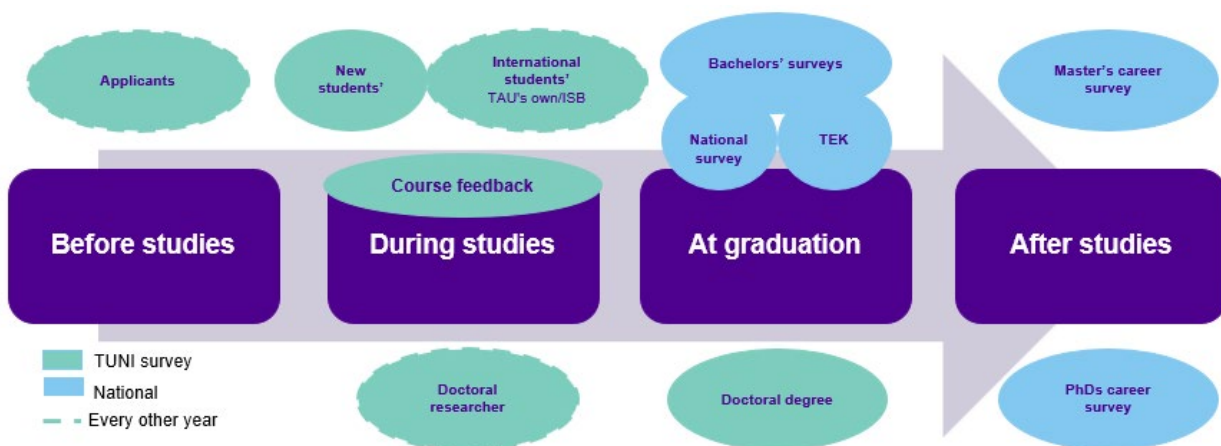 Applicants
New
students'
International
students'
TAU's own/ISB
Bachelors' surveys
National
survey
TEK
Master's career
survey
Course feedback
Before studies
During studies
At graduation
After studies
TUNI survey
National
Every other year
Doctoral
researcher
Doctoral degree
PhDs career
survey